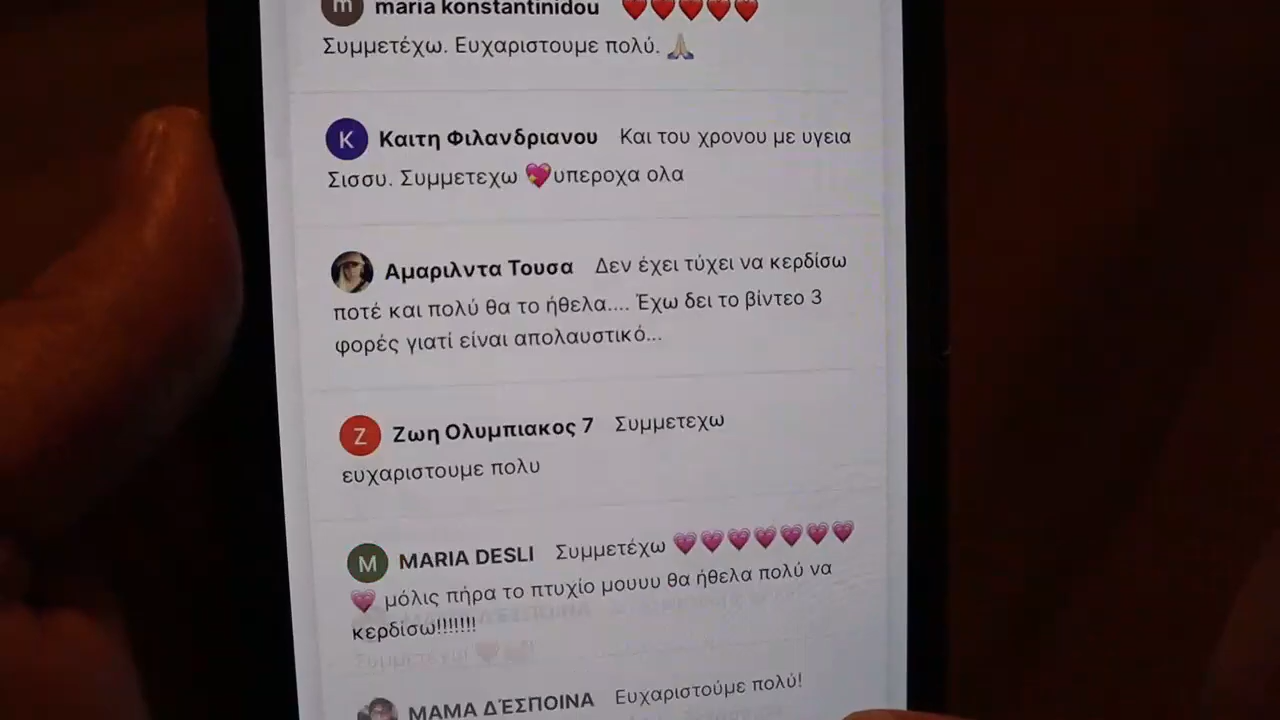 maria konstantinidou ❤❤❤❤❤
Συμμετέχω. Ευχαριστουμε πολύ. 🙏🏻
K Καιτη Φιλανδριανου Και του χρονου με υγεια
Σισσυ. Συμμετεχω 💖υπεροχα ολα
Αμαριλντα Τουσα Δεν έχει τύχει να κερδίσω
ποτέ και πολύ θα το ήθελα.... Έχω δει το βίντεο 3
φορές γιατί είναι απολαυστικό...
Z Ζωη Ολυμπιακος 7 Συμμετεχω
ευχαριστουμε πολυ
M MARIA DESLI Συμμετέχω 💗💗💗💗💗💗💗
💗 μόλις πήρα το πτυχίο μουυυ θα ήθελα πολύ να
κερδίσω!!!!!!!
ΜΑΜΑ Δ'ΕΣΠΟΙΝΑ Ευχαριστούμε πολύ!